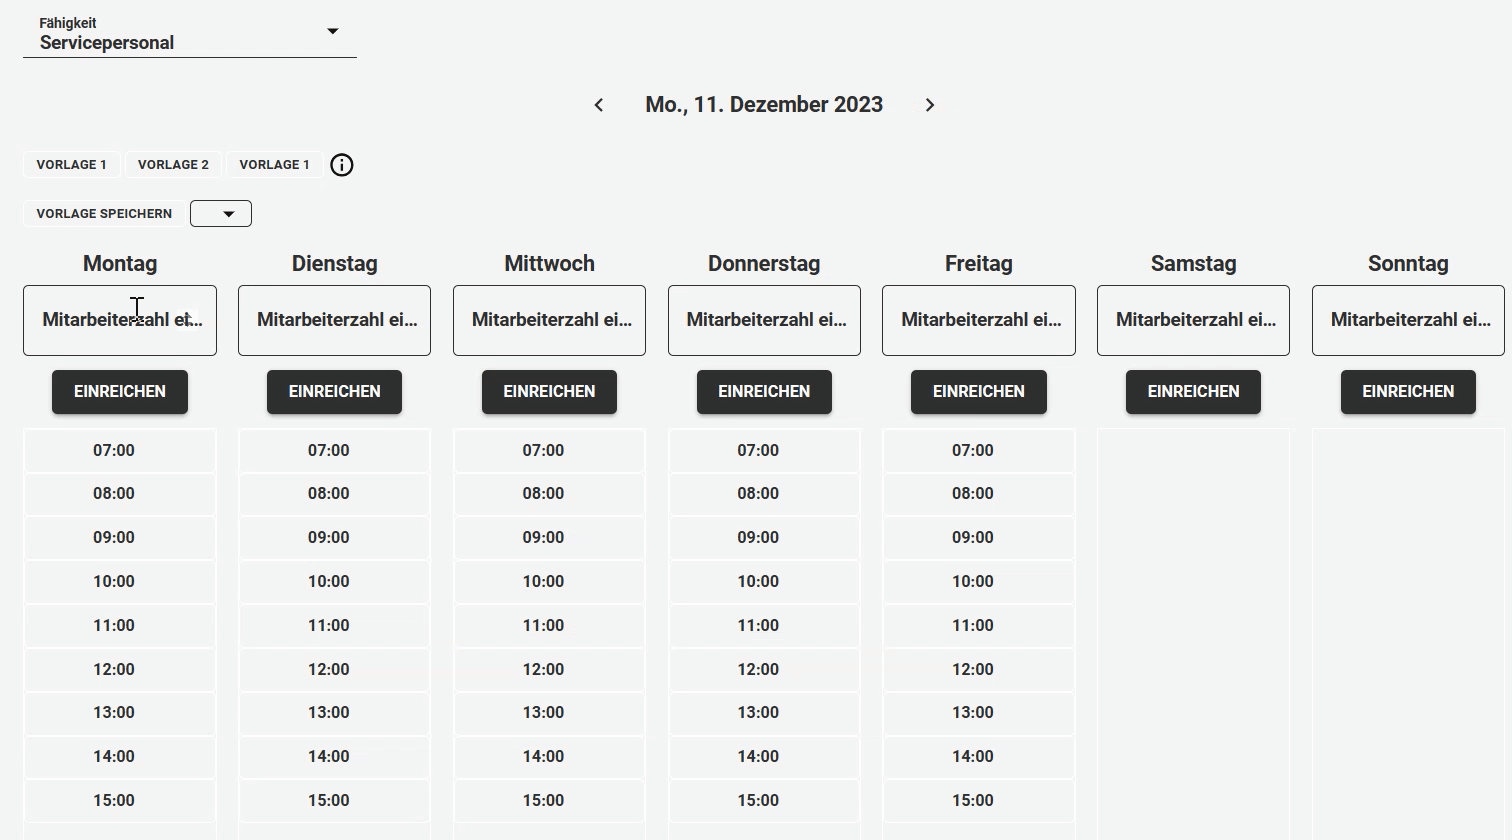 Fähigkeit
Servicepersonal
Mo., 11. Dezember 2023
VORLAGE 1 VORLAGE 2 VORLAGE 1
VORLAGE SPEICHERN
Montag Dienstag Mittwoch Donnerstag Freitag Samstag Sonntag
Mitarbeiterzahl ei... Mitarbeiterzahl ei... Mitarbeiterzahl ei... Mitarbeiterzahl ei... Mitarbeiterzahl ei... Mitarbeiterzahl ei... Mitarbeiterzahl ei...
EINREICHEN EINREICHEN EINREICHEN EINREICHEN EINREICHEN EINREICHEN EINREICHEN
07:00 07:00 07:00 07:00 07:00
08:00 08:00 08:00 08:00 08:00
09:00 09:00 09:00 09:00 09:00
10:00 10:00 10:00 10:00 10:00
11:00 11:00 11:00 11:00 11:00
12:00 12:00 12:00 12:00 12:00
13:00 13:00 13:00 13:00 13:00
14:00 14:00 14:00 14:00 14:00
15:00 15:00 15:00 15:00 15:00